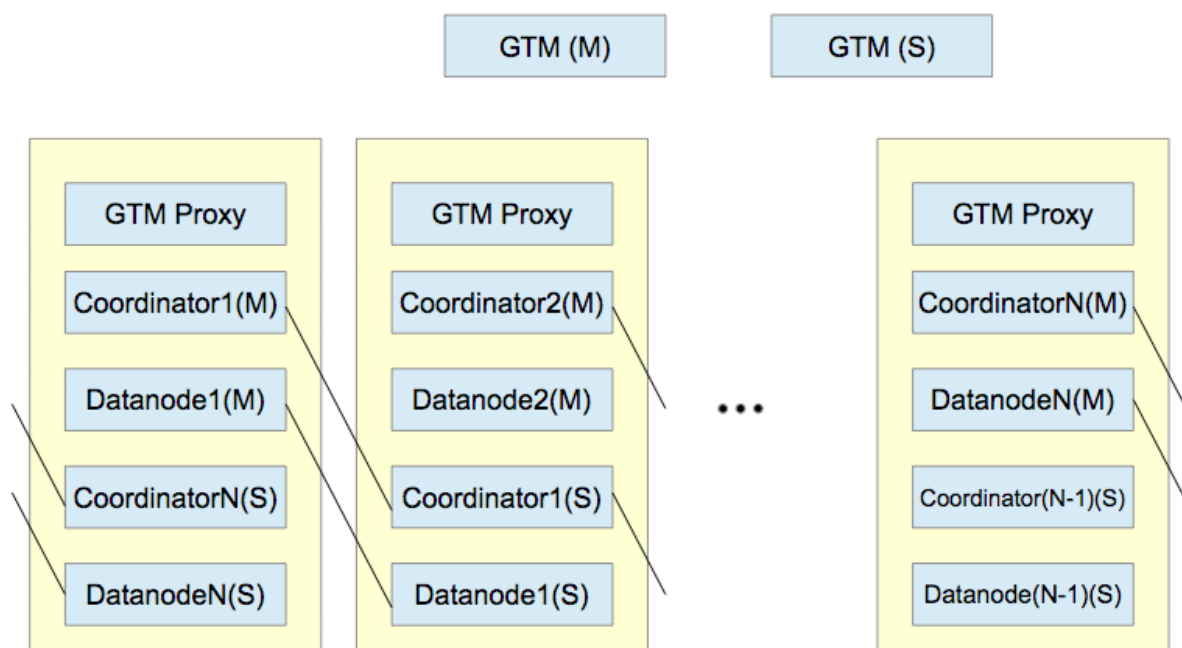 GTM (M)
GTM (S)
GTM Proxy
Coordinator1(M)
Datanode1(M)
CoordinatorN(S)
DatanodeN(S)
GTM Proxy
Coordinator2(M)
Datanode2(M)
Coordinator1(S)
Datanode1(S)
...
GTM Proxy
CoordinatorN(M)
DatanodeN(M)
Coordinator(N-1)(S)
Datanode(N-1)(S)